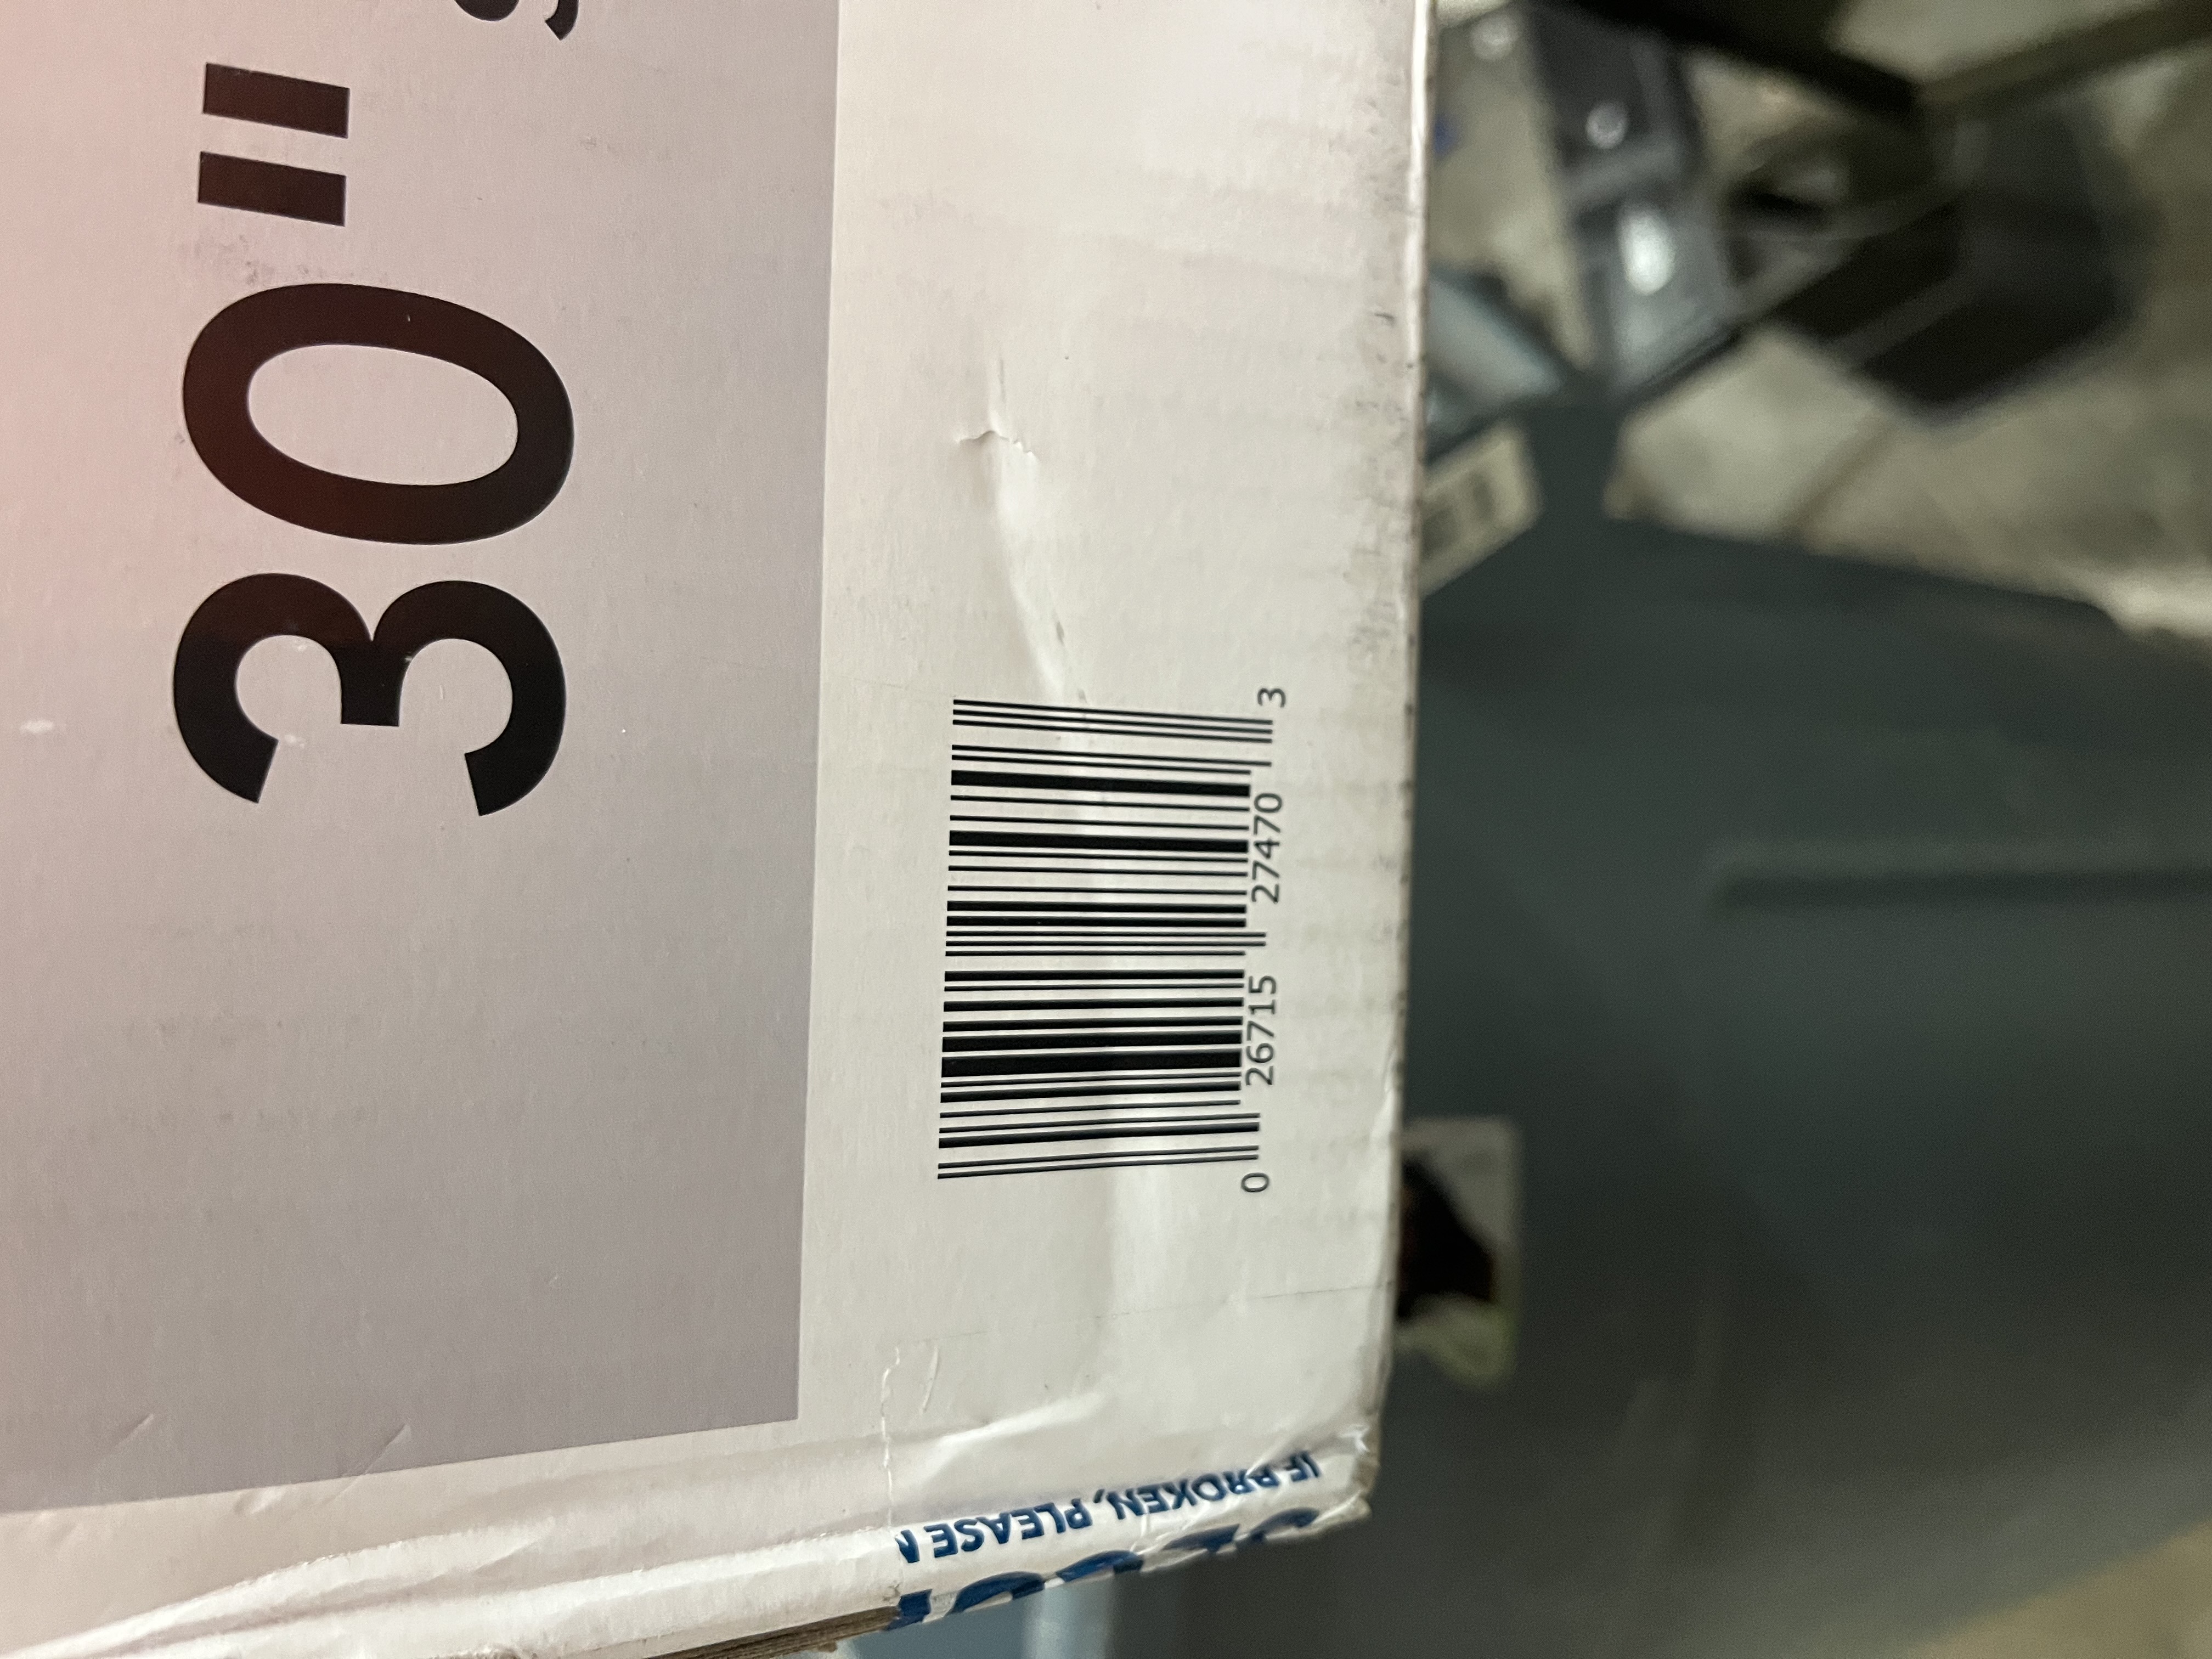 30"
0 26715 27470 3
IF BROKEN, PLEASE